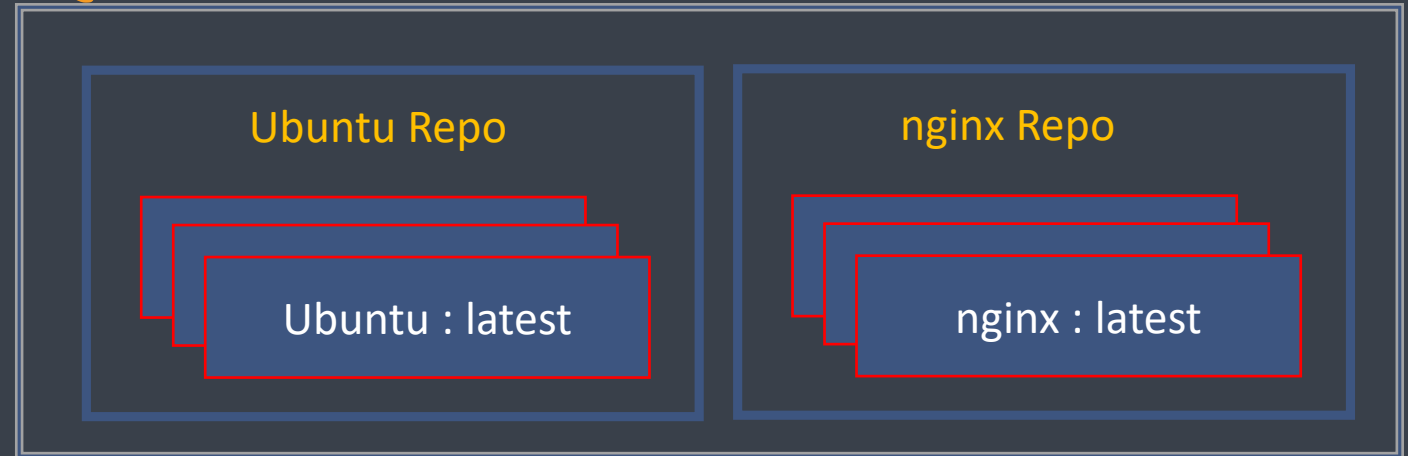 Ubuntu Repo
nginx Repo
Ubuntu : latest
nginx : latest